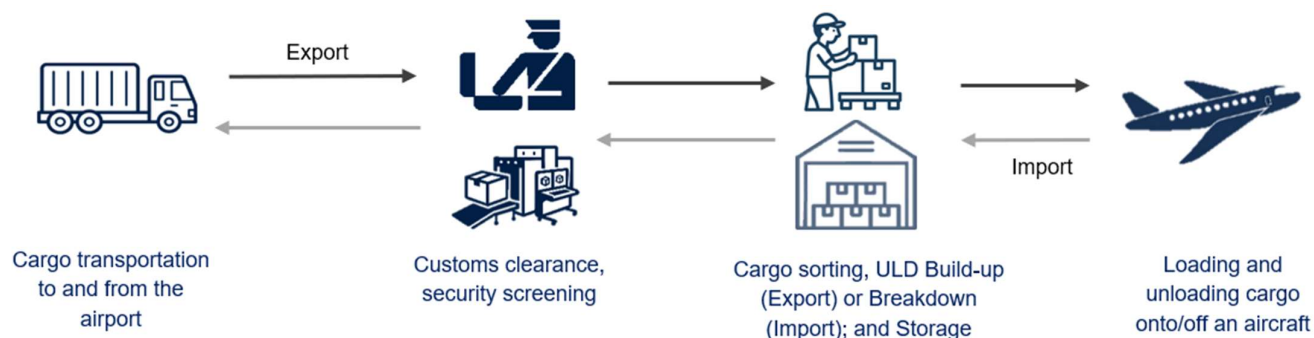 Export
Import
Cargo transportation
to and from the
airport
Customs clearance,
security screening
Cargo sorting, ULD Build-up
(Export) or Breakdown
(Import); and Storage
Loading and
unloading cargo
onto/off an aircraft